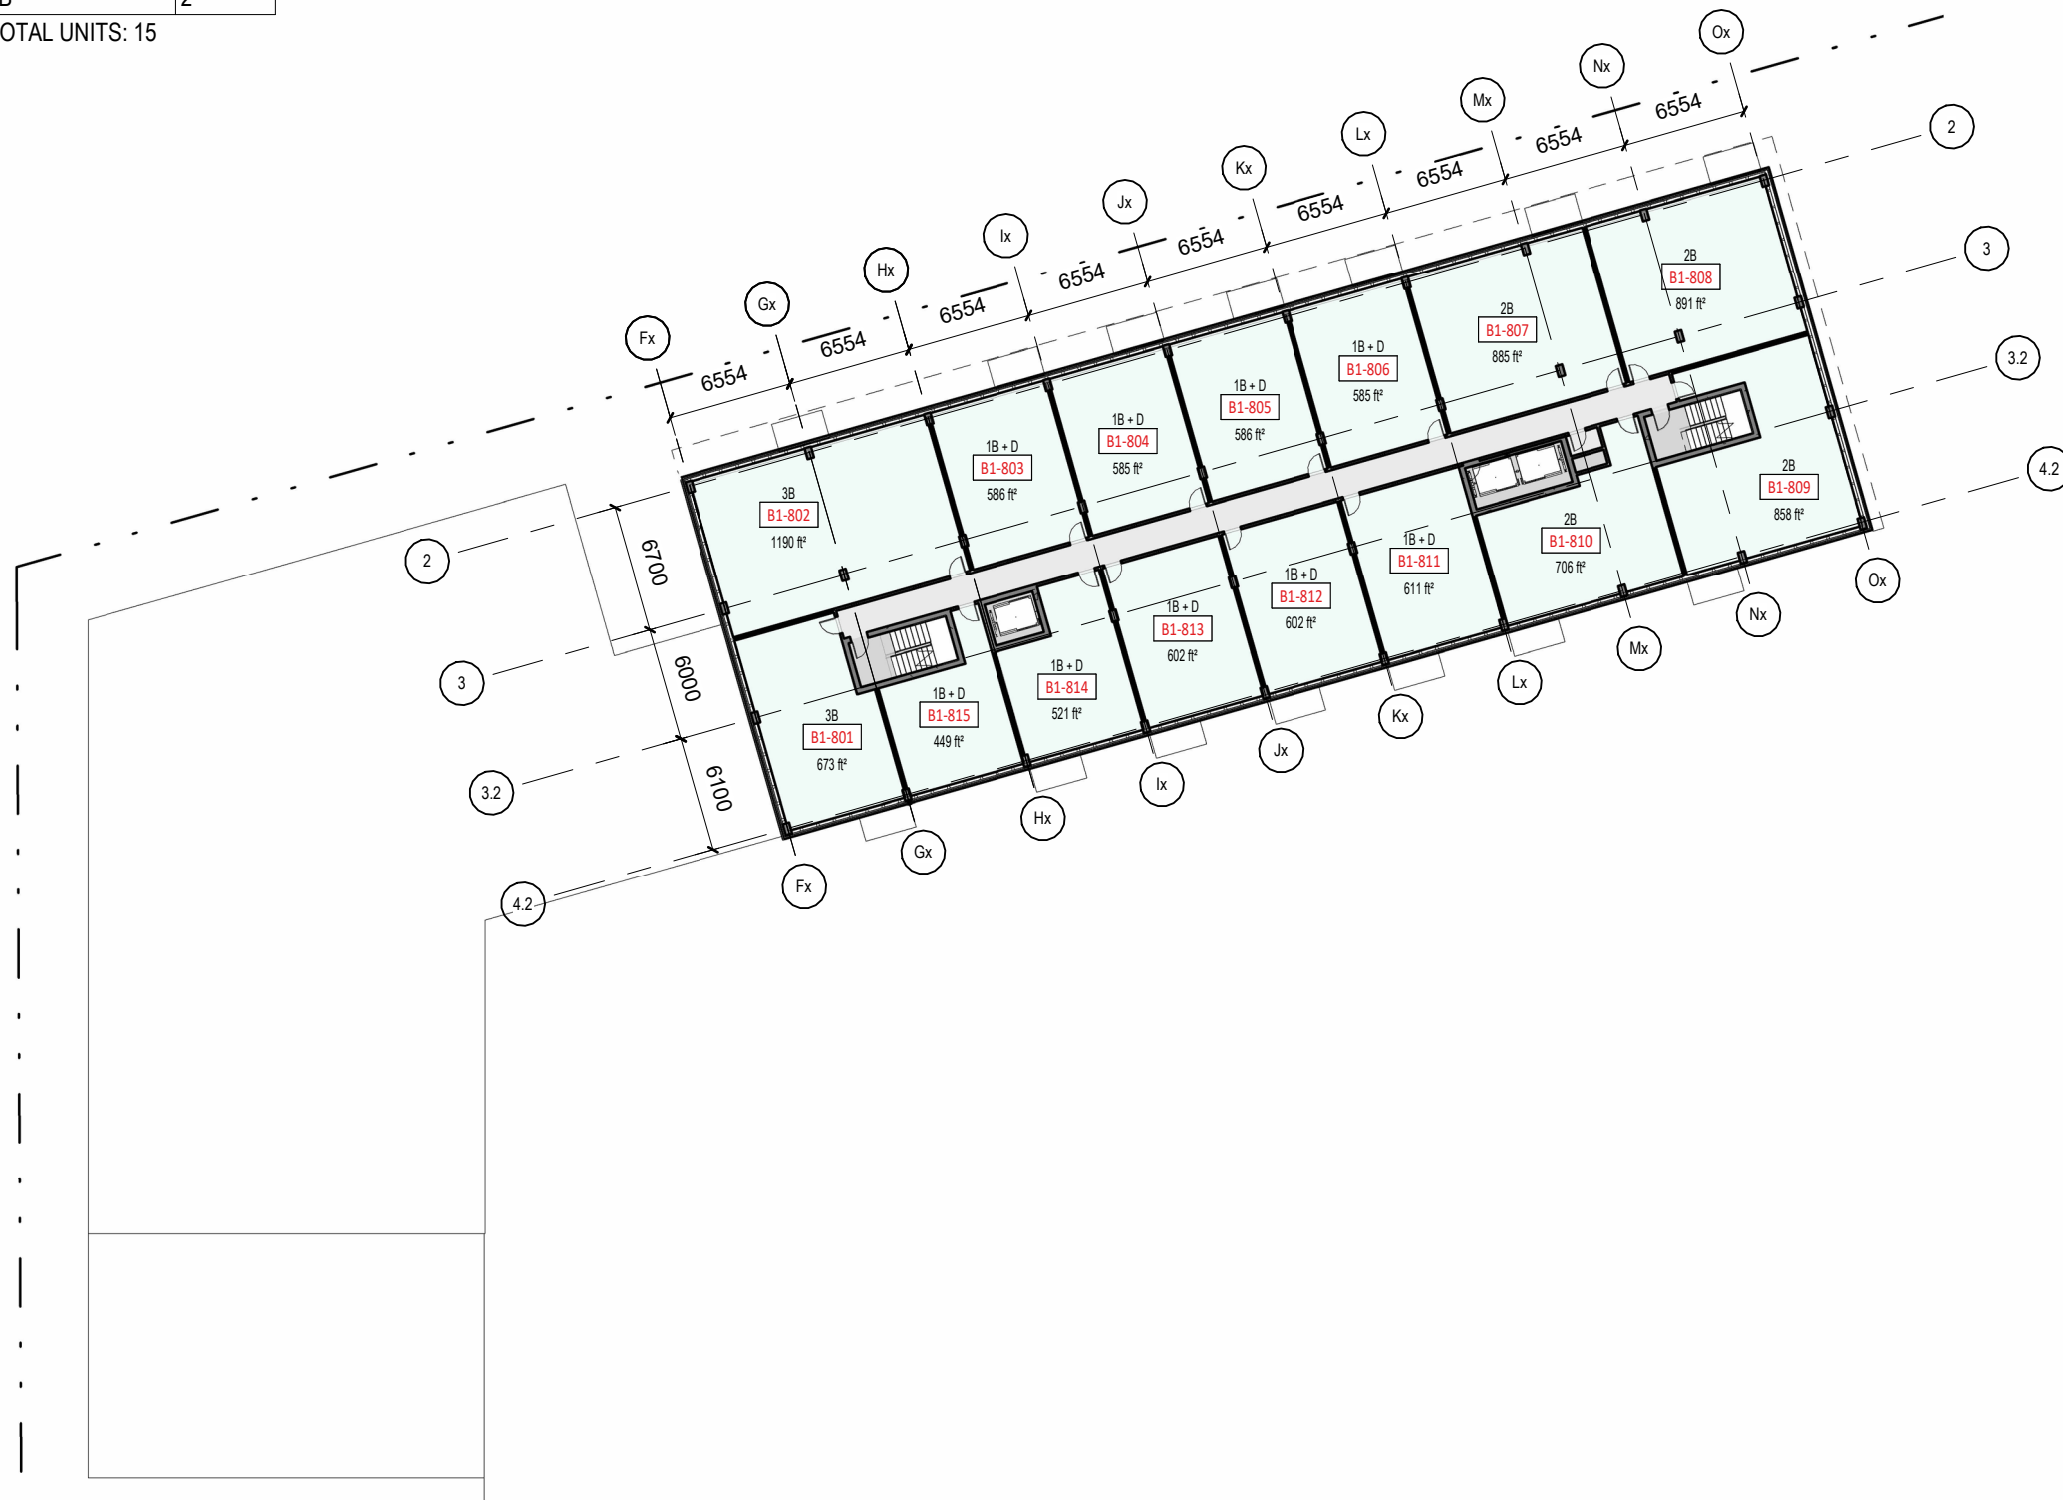 2
OTAL UNITS: 15
Ox
Nx
Mx
Lx
Kx
Jx
Ix
Hx
Gx
Fx
6554
6554
6554
6554
6554
6554
6554
6554
6554
2
3
3.2
4.2
2
3
3.2
4.2
6700
6000
6100
3B
B1-802
1190 ft²
1B + D
B1-803
586 ft²
1B + D
B1-804
585 ft²
1B + D
B1-805
586 ft²
1B + D
B1-806
585 ft²
2B
B1-807
885 ft²
2B
B1-808
891 ft²
2B
B1-809
858 ft²
2B
B1-810
706 ft²
1B + D
B1-811
611 ft²
1B + D
B1-812
602 ft²
1B + D
B1-813
602 ft²
1B + D
B1-814
521 ft²
1B + D
B1-815
449 ft²
3B
B1-801
673 ft²
Fx
Gx
Hx
Ix
Jx
Kx
Lx
Mx
Nx
Ox